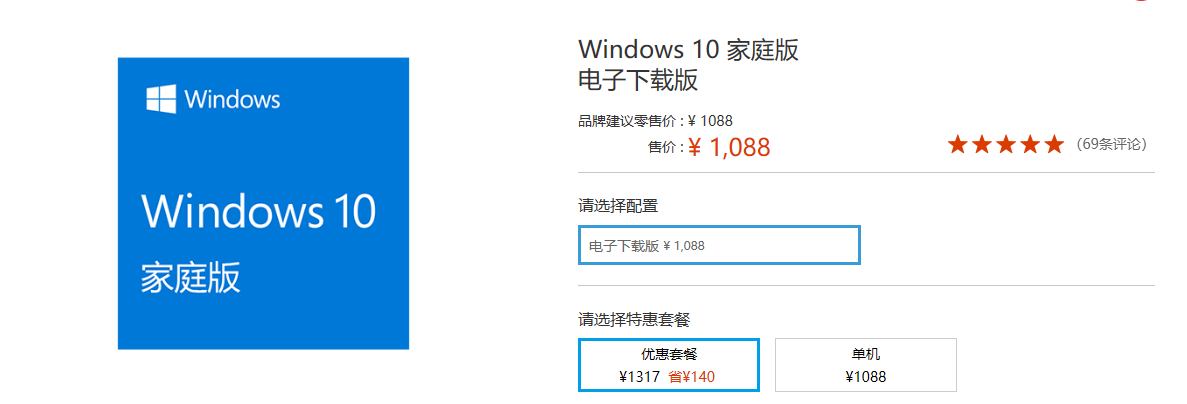 Windows
Windows 10
家庭版
Windows 10 家庭版
电子下载版
品牌建议零售价 : ¥ 1088
售价 : ¥ 1,088
(69条评论)
请选择配置
电子下载版 ¥ 1,088
请选择特惠套餐
优惠套餐
¥1317 省¥140
单机
¥1088